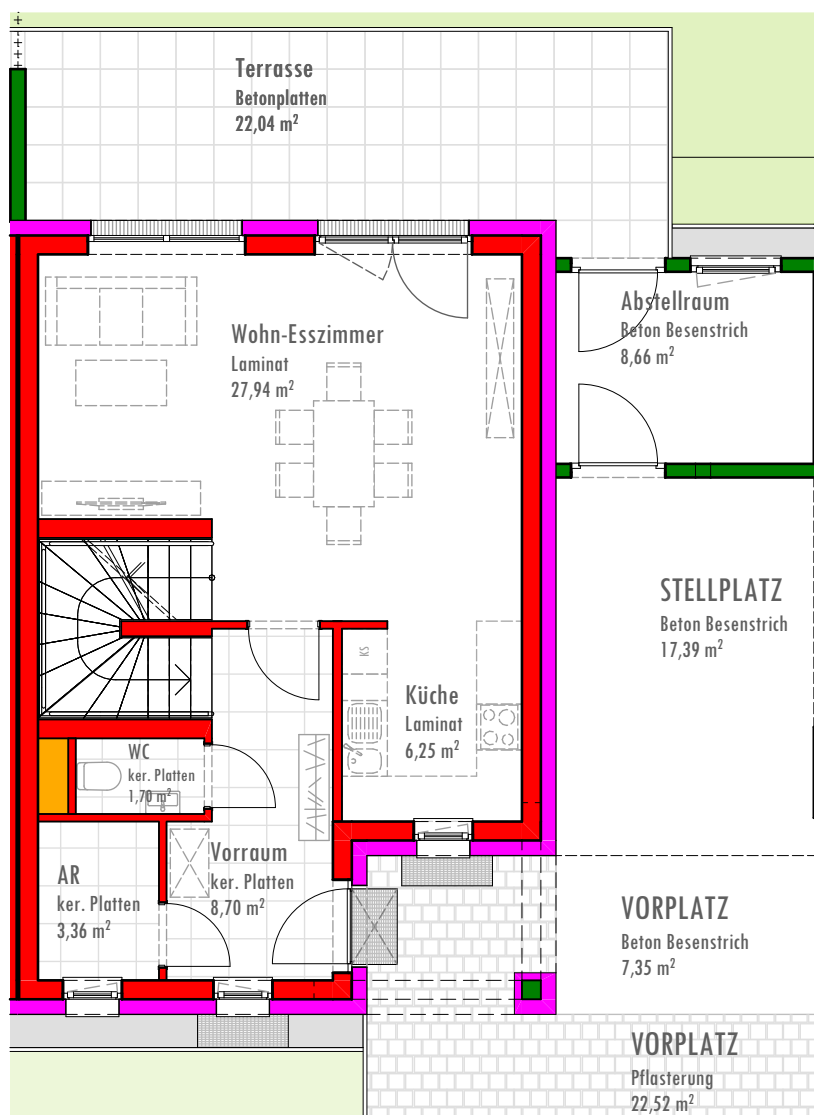 Terrasse
Betonplatten
22,04 m²
Abstellraum
Beton Besenstrich
8,66 m²
Wohn-Esszimmer
Laminat
27,94 m²
STELLPLATZ
Beton Besenstrich
17,39 m²
KS
Küche
Laminat
6,25 m²
WC
ker. Platten
1,70 m²
Vorraum
ker. Platten
8,70 m²
AR
ker. Platten
3,36 m²
VORPLATZ
Beton Besenstrich
7,35 m²
VORPLATZ
Pflasterung
22,52 m²